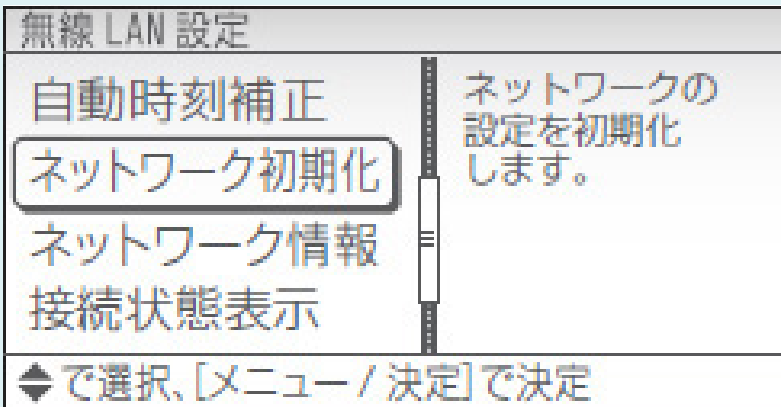 無線 LAN 設定
自動時刻補正
ネットワーク初期化
ネットワーク情報
接続状態表示
ネットワークの
設定を初期化
します。
で選択、[メニュー / 決定]で決定